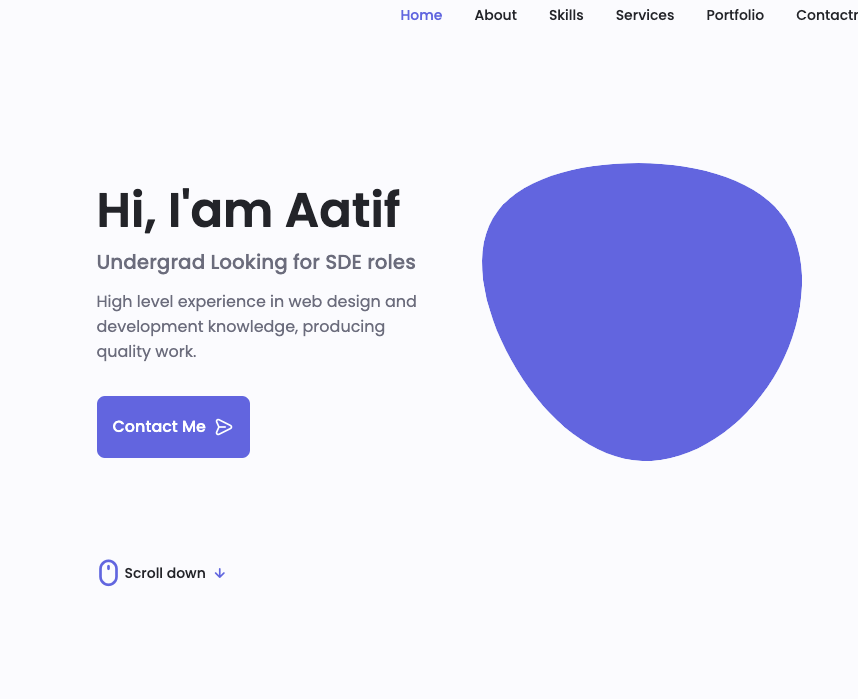 Home About Skills Services Portfolio Contactr
Hi, I'am Aatif
Undergrad Looking for SDE roles
High level experience in web design and
development knowledge, producing
quality work.
Contact Me
Scroll down